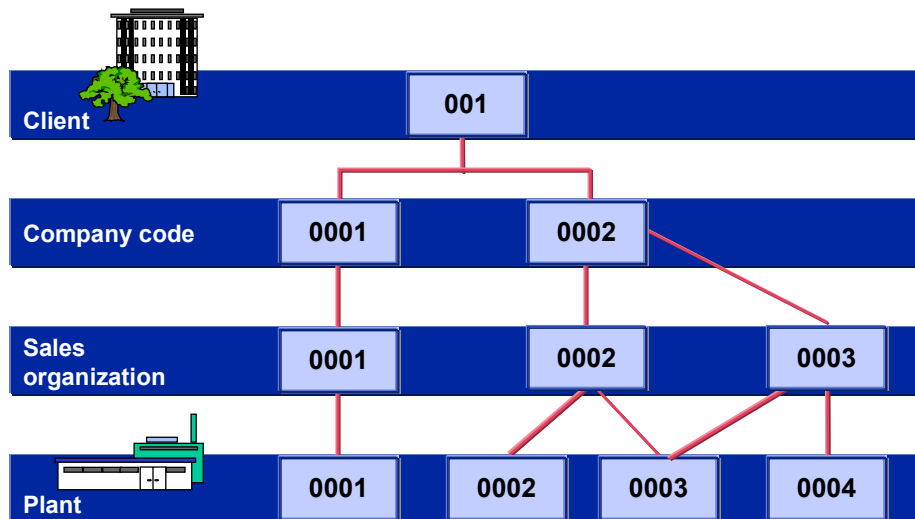 001
Client
Company code
0001
0002
Sales
organization
0001
0002
0003
Plant
0001
0002
0003
0004